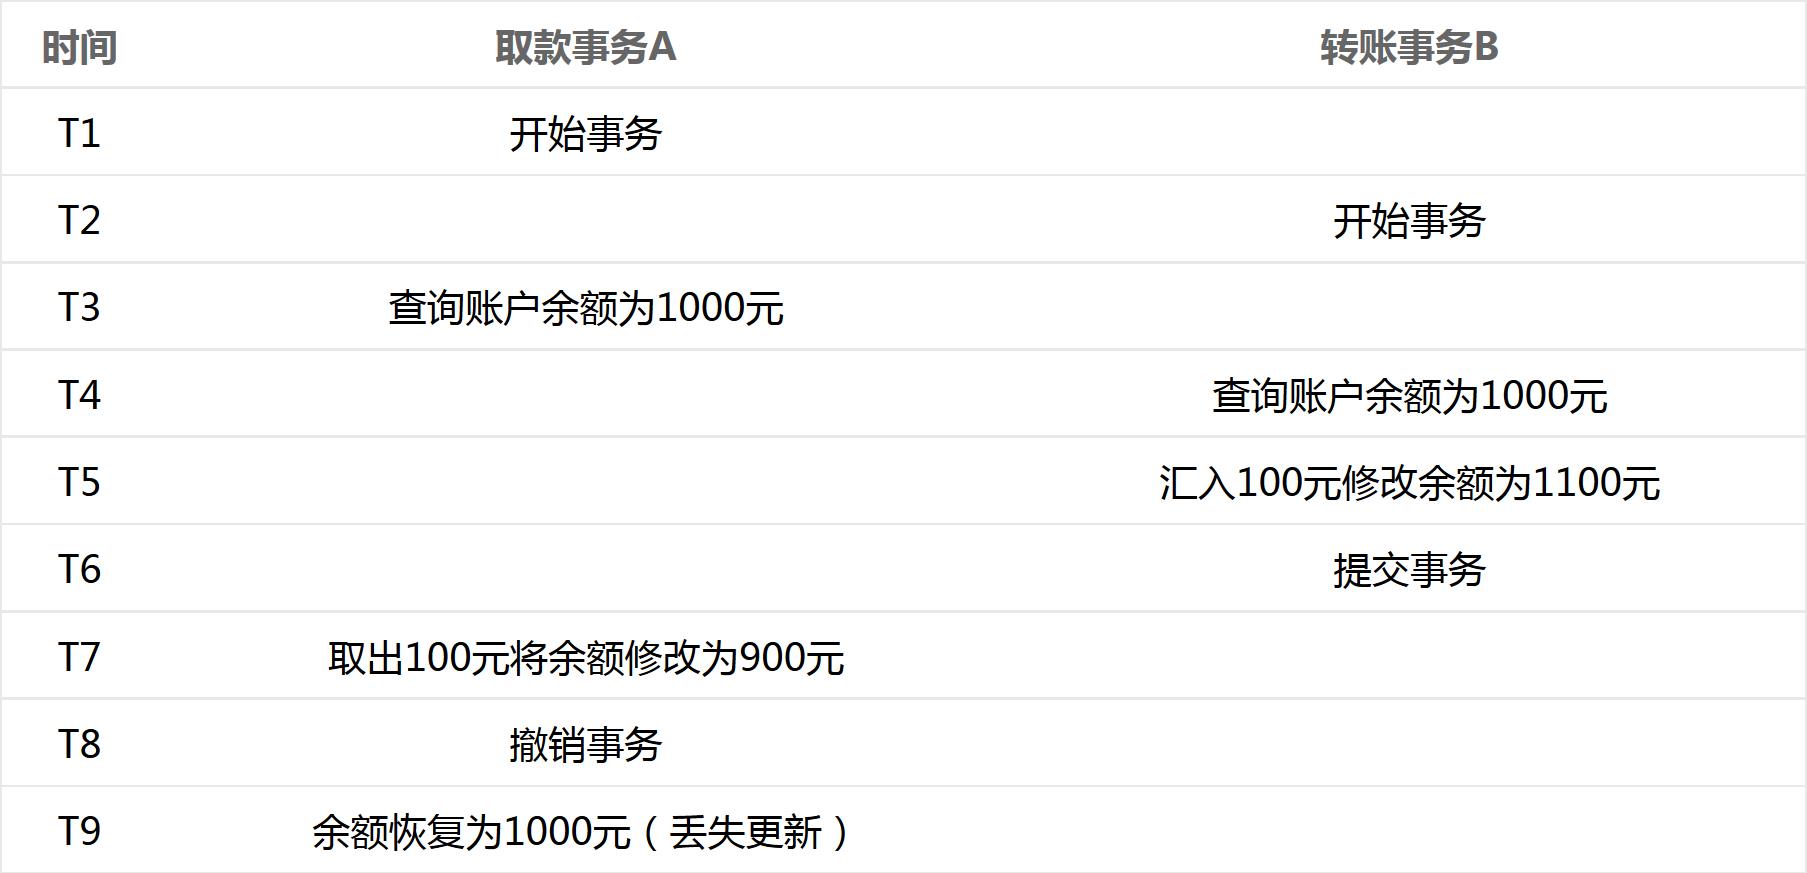 时间 取款事务A 转账事务B
T1 开始事务
T2 开始事务
T3 查询账户余额为1000元
T4 查询账户余额为1000元
T5 汇入100元修改余额为1100元
T6 提交事务
T7 取出100元将余额修改为900元
T8 撤销事务
T9 余额恢复为1000元（丢失更新）